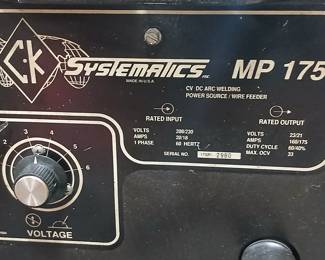 C·K
SYSTEMATICS INC.
MADE IN U.S.A.
MP 175
CV DC ARC WELDING
POWER SOURCE / WIRE FEEDER
RATED INPUT
VOLTS 208/230
AMPS 20/18
1 PHASE 60 HERTZ
RATED OUTPUT
VOLTS 23/21
AMPS 160/175
DUTY CYCLE 60/40%
MAX. OCV 33
SERIAL NO. 2980
1
2
3
4
5
6
VOLTAGE